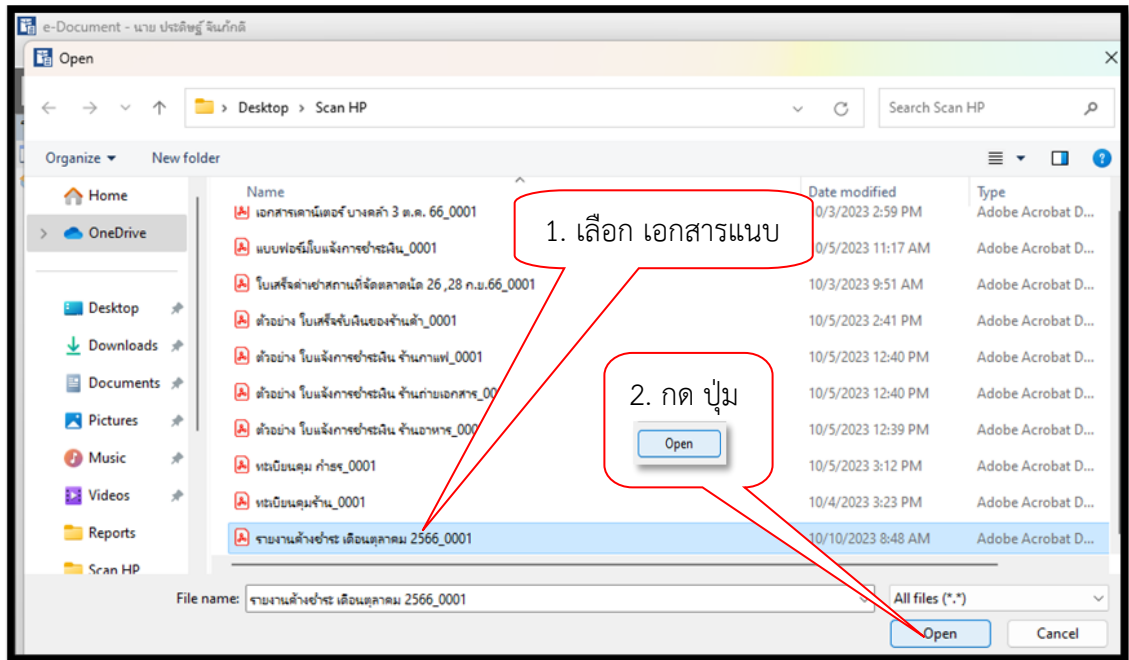 e-Document - นาย ประดิษฐ์ จีนภักดิ์
Open
Desktop > Scan HP
Search Scan HP
Organize
New folder
Home
OneDrive
Desktop
Downloads
Documents
Pictures
Music
Videos
Reports
Scan HP
Name Date modified Type
เอกสารเคาน์เตอร์ บางคล้า 3 ต.ค. 66_0001 10/3/2023 2:59 PM Adobe Acrobat D...
แบบฟอร์มใบแจ้งการชำระเงิน_0001 10/5/2023 11:17 AM Adobe Acrobat D...
ใบเสร็จค่าเช่าสถานที่จัดตลาดนัด 26 ,28 ก.ย.66_0001 10/3/2023 9:51 AM Adobe Acrobat D...
ตัวอย่าง ใบเสร็จรับเงินของร้านค้า_0001 10/5/2023 2:41 PM Adobe Acrobat D...
ตัวอย่าง ใบแจ้งการชำระเงิน ร้านกาแฟ_0001 10/5/2023 12:40 PM Adobe Acrobat D...
ตัวอย่าง ใบแจ้งการชำระเงิน ร้านถ่ายเอกสาร_00 10/5/2023 12:40 PM Adobe Acrobat D...
ตัวอย่าง ใบแจ้งการชำระเงิน ร้านอาหาร_000 10/5/2023 12:39 PM Adobe Acrobat D...
ทะเบียนคุม กำธร_0001 10/5/2023 3:12 PM Adobe Acrobat D...
ทะเบียนคุมร้าน_0001 10/4/2023 3:23 PM Adobe Acrobat D...
รายงานค้างชำระ เดือนตุลาคม 2566_0001 10/10/2023 8:48 AM Adobe Acrobat D...
1. เลือก เอกสารแนบ
2. กด ปุ่ม
Open
File name: รายงานค้างชำระ เดือนตุลาคม 2566_0001 All files (*.*)
Open Cancel